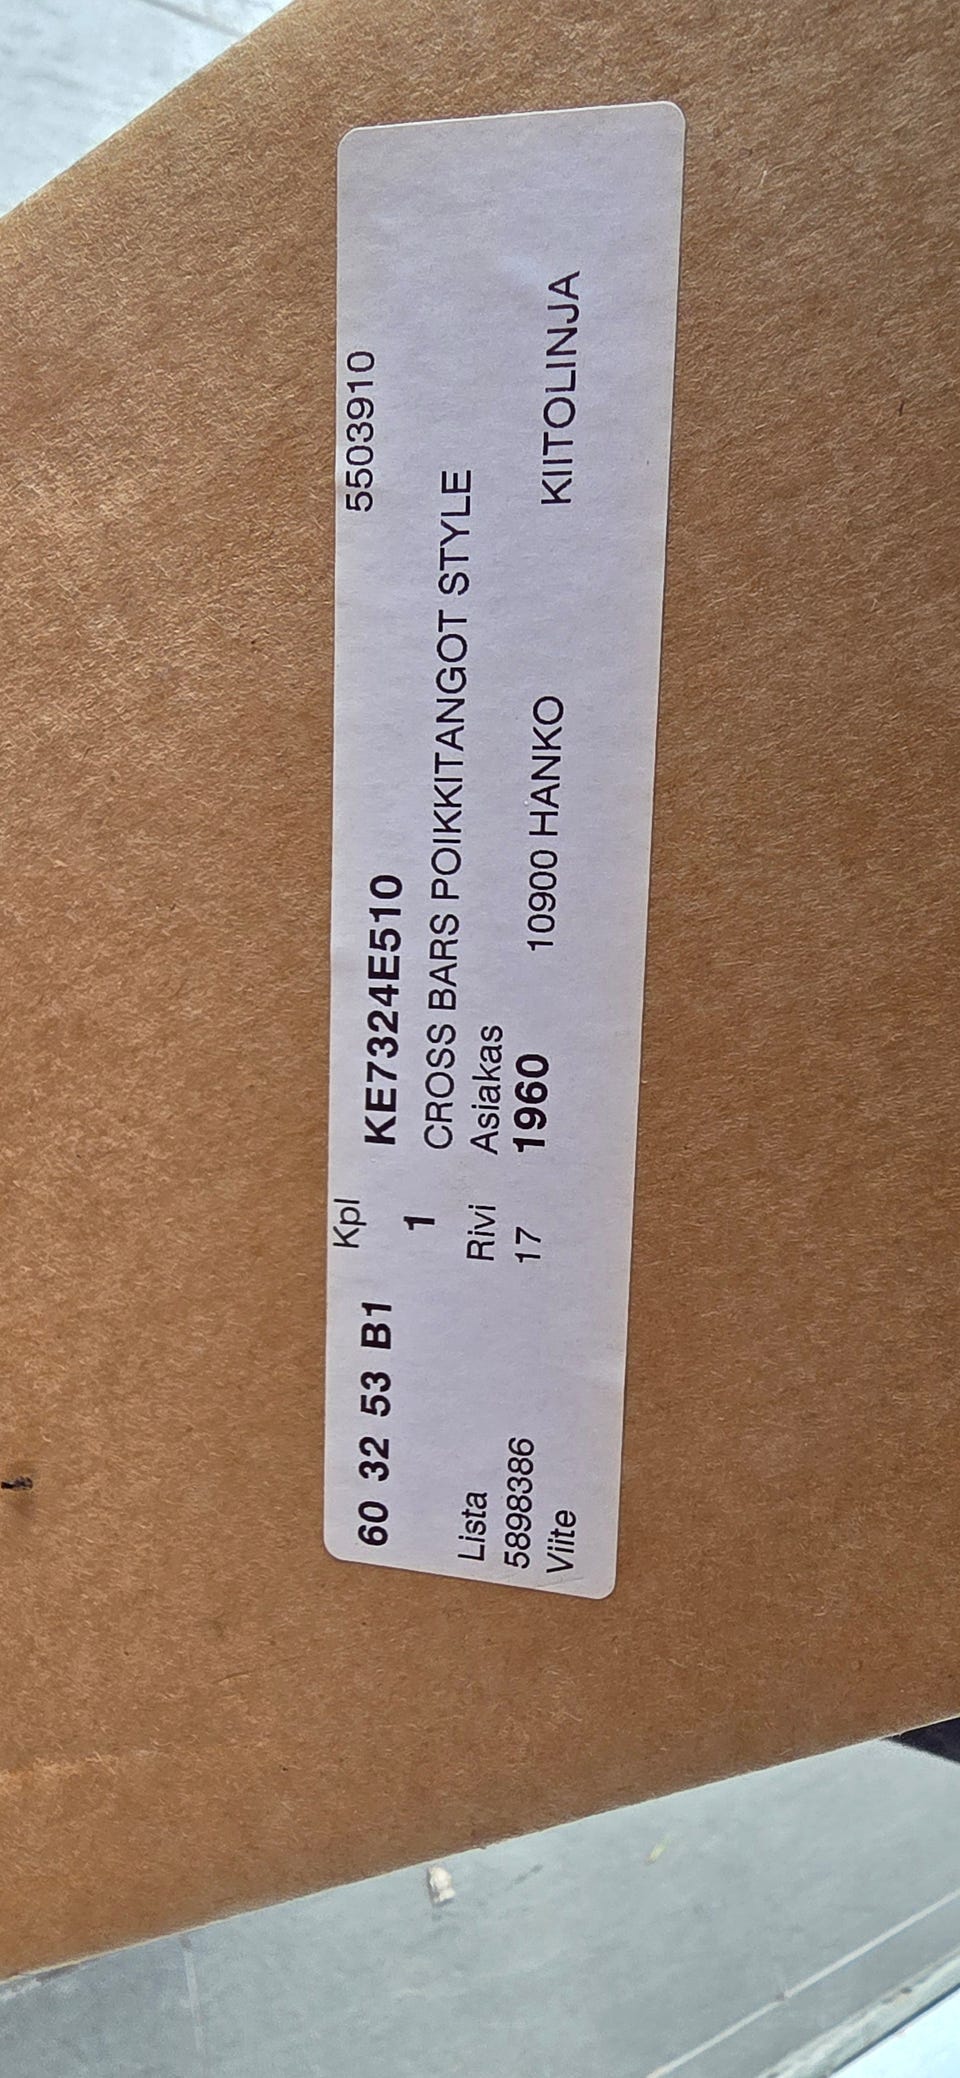 60 32 53 B1 Kpl KE7324E510 5503910
1 CROSS BARS POIKKITANGOT STYLE
Lista Rivi Asiakas
5898386 17 1960 10900 HANKO KIITOLINJA
Viite